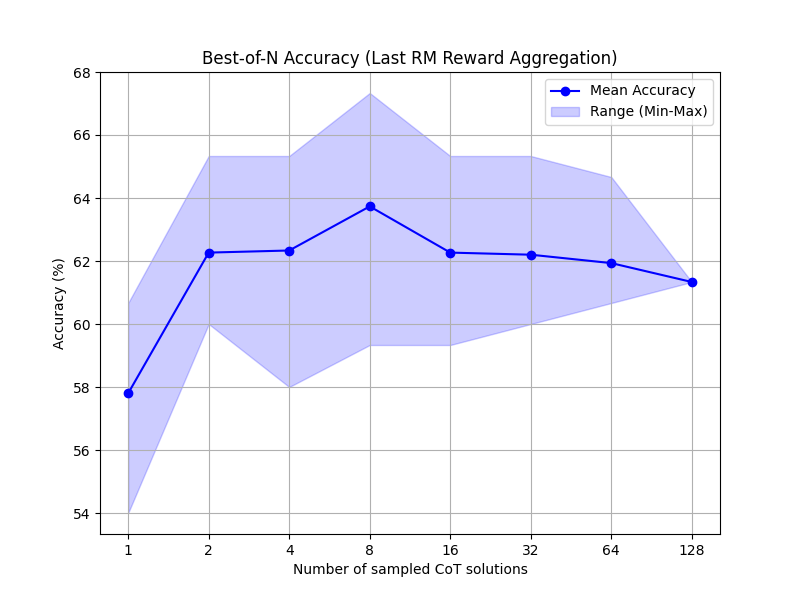 Best-of-N Accuracy (Last RM Reward Aggregation)
Mean Accuracy
Range (Min-Max)
Accuracy (%)
68
66
64
62
60
58
56
54
1 2 4 8 16 32 64 128
Number of sampled CoT solutions